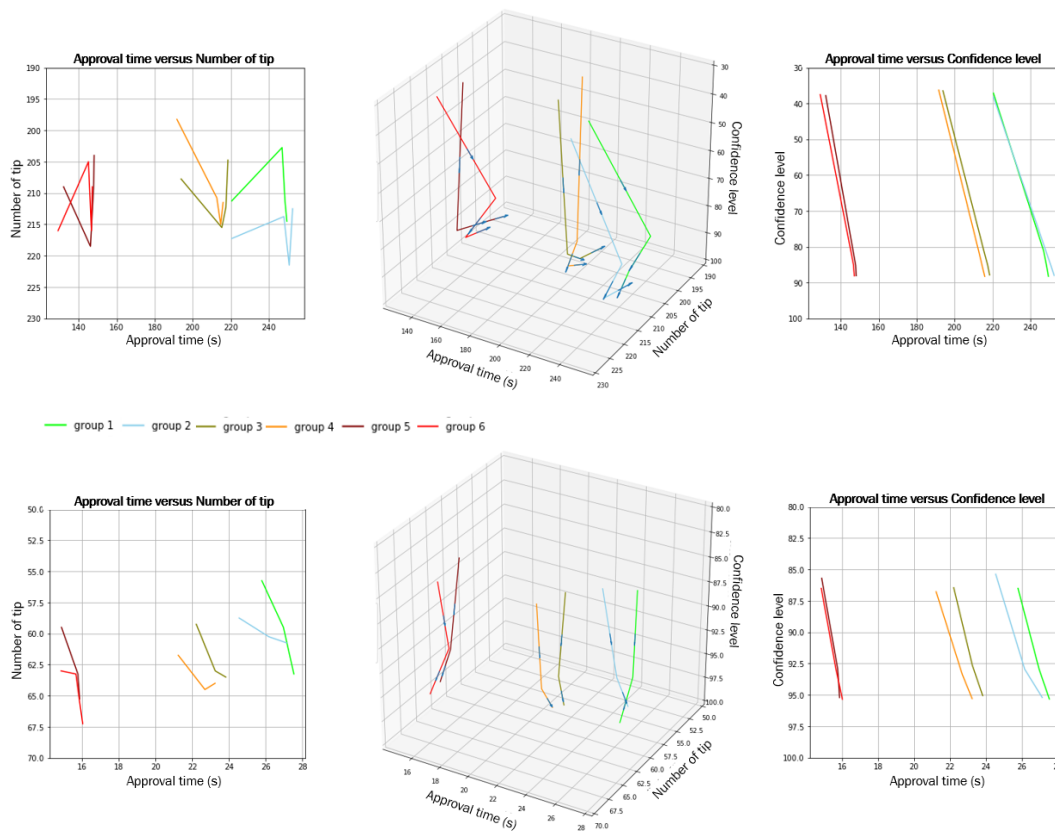 Approval time versus Number of tip
190
195
200
205
210
215
220
225
230
140 160 180 200 220 240
Number of tip
Approval time (s)
30
40
50
60
70
80
90
100
Confidence level
190
195
200
205
210
215
220
225
230
Number of tip
140 160 180 200 220 240
Approval time (s)
Approval time versus Confidence level
30
40
50
60
70
80
90
100
140 160 180 200 220 240
Confidence level
Approval time (s)
group 1 group 2 group 3 group 4 group 5 group 6
Approval time versus Number of tip
50.0
52.5
55.0
57.5
60.0
62.5
65.0
67.5
70.0
16 18 20 22 24 26 28
Number of tip
Approval time (s)
80.0
82.5
85.0
87.5
90.0
92.5
95.0
97.5
100.0
Confidence level
50.0
52.5
55.0
57.5
60.0
62.5
65.0
67.5
70.0
Number of tip
16 18 20 22 24 26 28
Approval time (s)
Approval time versus Confidence level
80.0
82.5
85.0
87.5
90.0
92.5
95.0
97.5
100.0
16 18 20 22 24 26
Confidence level
Approval time (s)